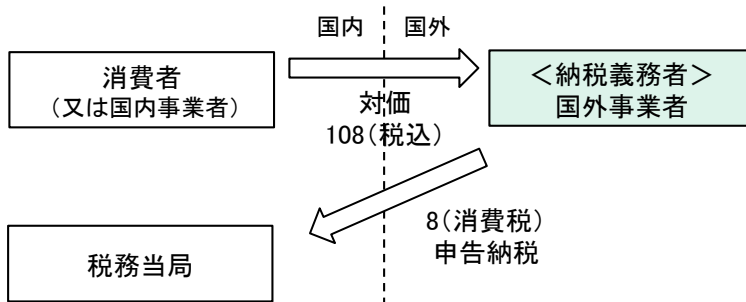 国内 国外
消費者
（又は国内事業者）
＜納税義務者＞
国外事業者
対価
108（税込）
8（消費税）
申告納税
税務当局